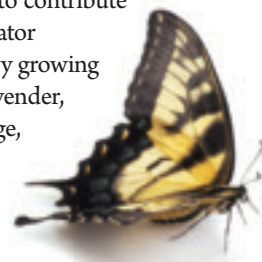 to contribute
ator
y growing
vender,
ge,